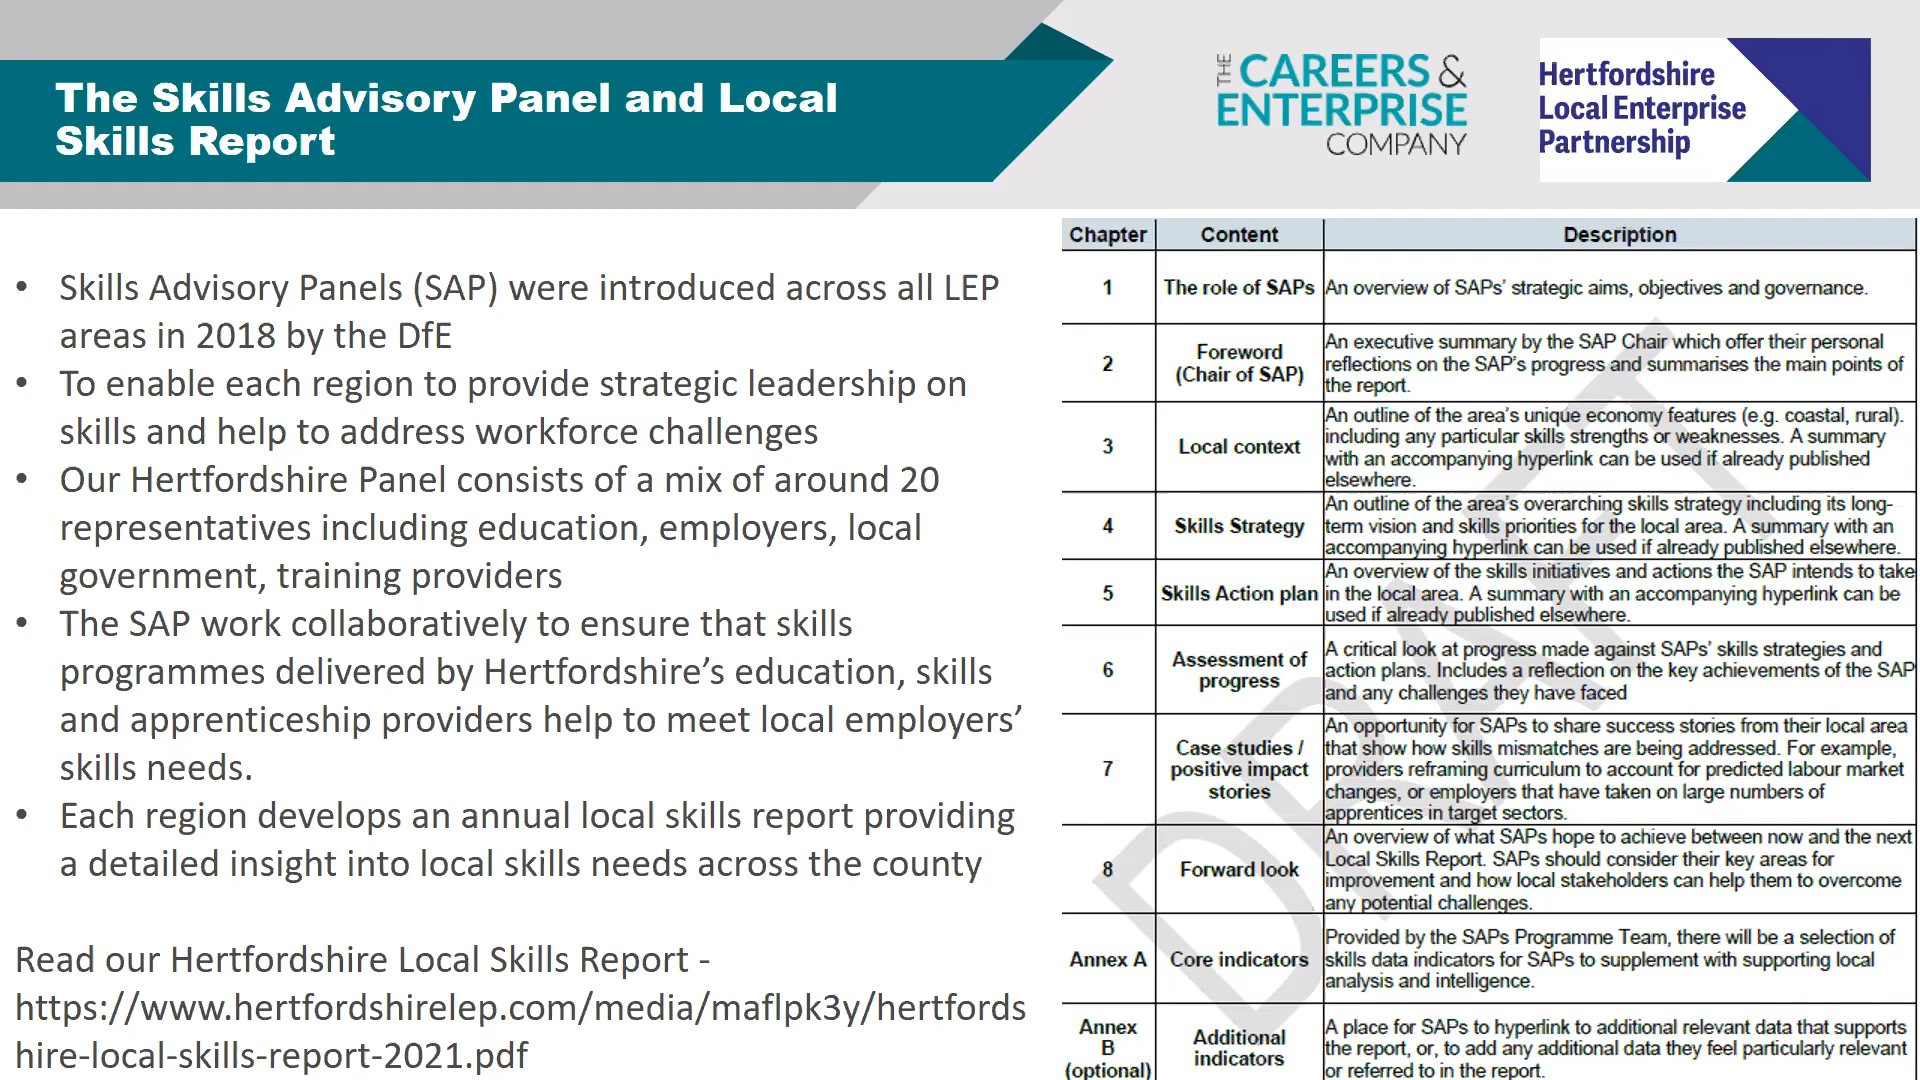 The Skills Advisory Panel and Local
Skills Report
THE
CAREERS &
ENTERPRISE
COMPANY
Hertfordshire
Local Enterprise
Partnership
• Skills Advisory Panels (SAP) were introduced across all LEP
areas in 2018 by the DfE
• To enable each region to provide strategic leadership on
skills and help to address workforce challenges
• Our Hertfordshire Panel consists of a mix of around 20
representatives including education, employers, local
government, training providers
• The SAP work collaboratively to ensure that skills
programmes delivered by Hertfordshire’s education, skills
and apprenticeship providers help to meet local employers’
skills needs.
• Each region develops an annual local skills report providing
a detailed insight into local skills needs across the county
Read our Hertfordshire Local Skills Report -
https://www.hertfordshirelep.com/media/maflpk3y/hertfords
hire-local-skills-report-2021.pdf
Chapter Content Description
1 The role of SAPs An overview of SAPs’ strategic aims, objectives and governance.
2 Foreword
(Chair of SAP)
An executive summary by the SAP Chair which offer their personal
reflections on the SAP’s progress and summarises the main points of
the report.
3 Local context
An outline of the area’s unique economy features (e.g. coastal, rural).
including any particular skills strengths or weaknesses. A summary
with an accompanying hyperlink can be used if already published
elsewhere.
4 Skills Strategy
An outline of the area’s overarching skills strategy including its long-
term vision and skills priorities for the local area. A summary with an
accompanying hyperlink can be used if already published elsewhere.
5 Skills Action plan
An overview of the skills initiatives and actions the SAP intends to take
in the local area. A summary with an accompanying hyperlink can be
used if already published elsewhere.
6 Assessment of
progress
A critical look at progress made against SAPs’ skills strategies and
action plans. Includes a reflection on the key achievements of the SAP
and any challenges they have faced
7 Case studies /
positive impact
stories
An opportunity for SAPs to share success stories from their local area
that show how skills mismatches are being addressed. For example,
providers reframing curriculum to account for predicted labour market
changes, or employers that have taken on large numbers of
apprentices in target sectors.
8 Forward look
An overview of what SAPs hope to achieve between now and the next
Local Skills Report. SAPs should consider their key areas for
improvement and how local stakeholders can help them to overcome
any potential challenges.
Annex A Core indicators
Provided by the SAPs Programme Team, there will be a selection of
skills data indicators for SAPs to supplement with supporting local
analysis and intelligence.
Annex
B
(optional)
Additional
indicators
A place for SAPs to hyperlink to additional relevant data that supports
the report, or, to add any additional data they feel particularly relevant
or referred to in the report.
DRAFT